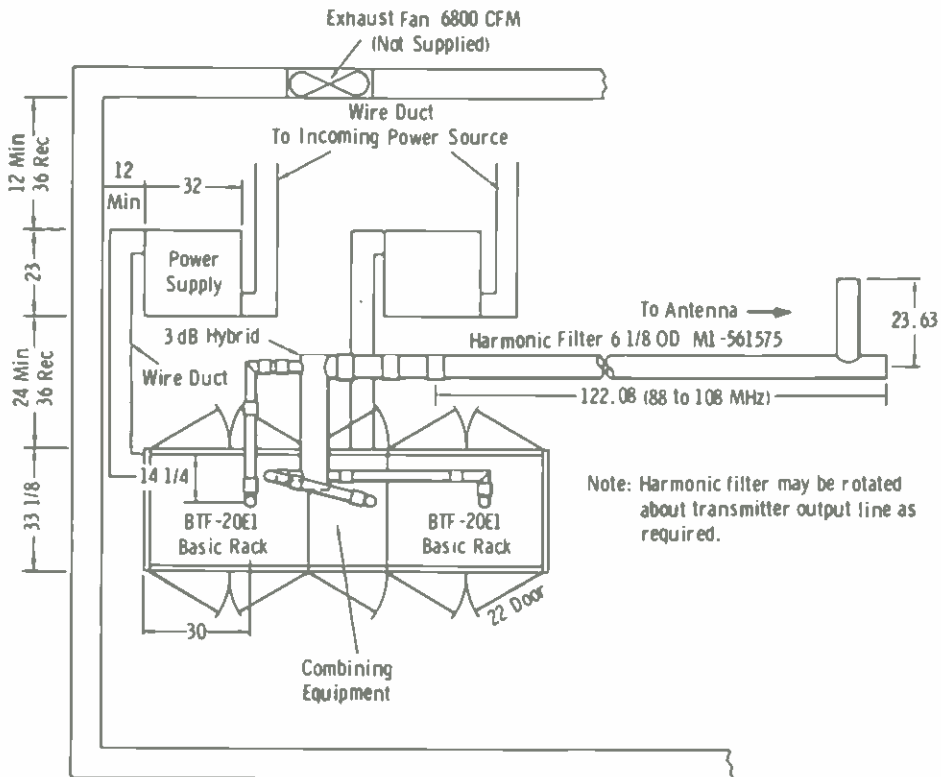 Exhaust Fan 6800 CFM
(Not Supplied)
Wire Duct
To Incoming Power Source
12 Min
36 Rec
12
Min
32
23
Power
Supply
3 dB Hybrid
To Antenna
Harmonic Filter 6 1/8 OD MI-561575
23.63
24 Min
36 Rec
Wire Duct
122.08 (88 to 108 MHz)
33 1/8
14 1/4
BTF-20E1
Basic Rack
BTF-20E1
Basic Rack
Note: Harmonic filter may be rotated
about transmitter output line as
required.
22 Door
30
Combining
Equipment